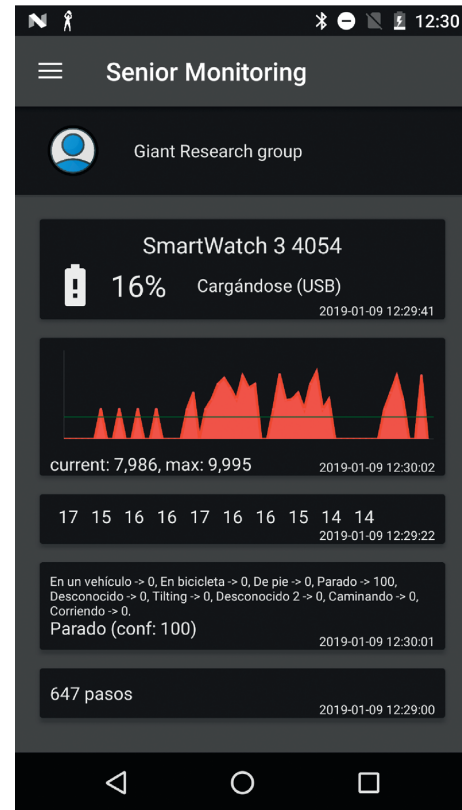 12:30
Senior Monitoring
Giant Research group
SmartWatch 3 4054
16% Cargándose (USB)
2019-01-09 12:29:41
current: 7,986, max: 9,995 2019-01-09 12:30:02
17 15 16 16 17 16 16 15 14 14
2019-01-09 12:29:22
En un vehículo -> 0, En bicicleta -> 0, De pie -> 0, Parado -> 100,
Desconocido -> 0, Tilting -> 0, Desconocido 2 -> 0, Caminando -> 0,
Corriendo -> 0.
Parado (conf: 100)
2019-01-09 12:30:01
647 pasos
2019-01-09 12:29:00